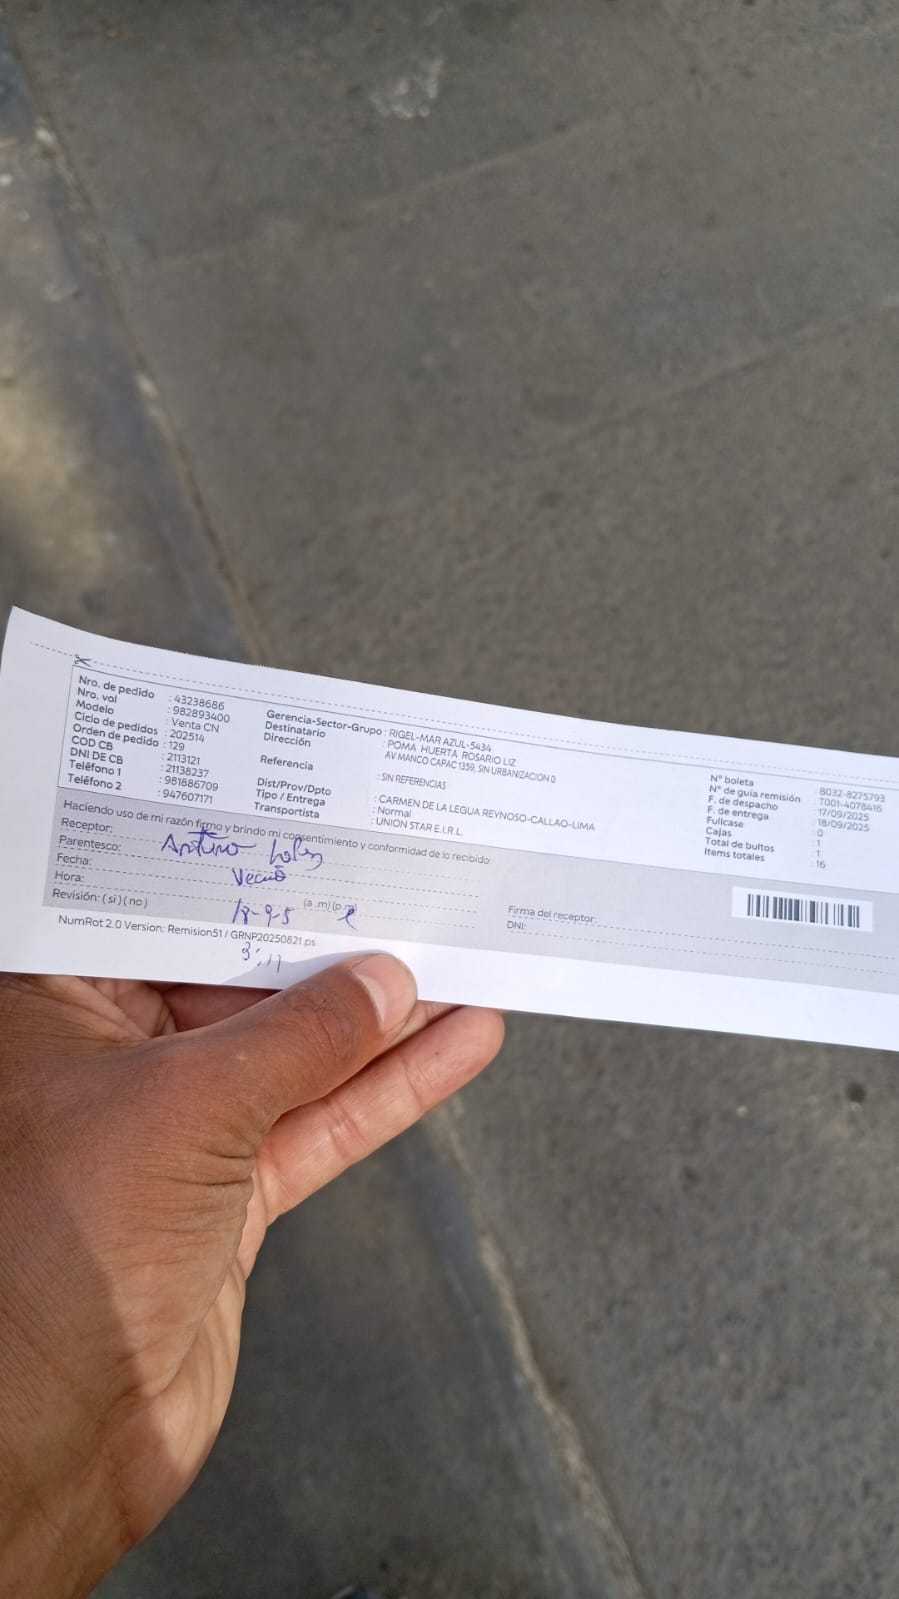 Nro. de pedido : 43238686
Nro. vol : 982893400
Modelo : Venta CN
Ciclo de pedidos : 202514
Orden de pedido : 129
COD CB : 2113121
DNI DE CB : 21138237
Teléfono 1 : 981886709
Teléfono 2 : 947607171
Gerencia-Sector-Grupo : RIGEL-MAR AZUL-5434
Destinatario : POMA HUERTA ROSARIO LIZ
Dirección AV MANCO CAPAC 1359, SIN URBANIZACION 0
Referencia : SIN REFERENCIAS
Dist/Prov/Dpto : CARMEN DE LA LEGUA REYNOSO-CALLAO-LIMA
Tipo / Entrega : Normal
Transportista : UNION STAR E.I.R.L.
N° boleta : B032-8275793
N° de guía remisión : T001-4078416
F. de despacho : 17/09/2025
F. de entrega : 18/09/2025
Fullcase : 0
Cajas : 1
Total de bultos : 1
Items totales : 16
Haciendo uso de mi razón firmo y brindo mi consentimiento y conformidad de lo recibido:
Receptor: Arturo
Parentesco: Vecino
Fecha: 18-9-5
Hora: (a .m) (p
3:17
Revisión: ( si ) ( no )
Firma del receptor:
DNI:
NumRot 2.0 Version: Remision51 / GRNP20250821.ps